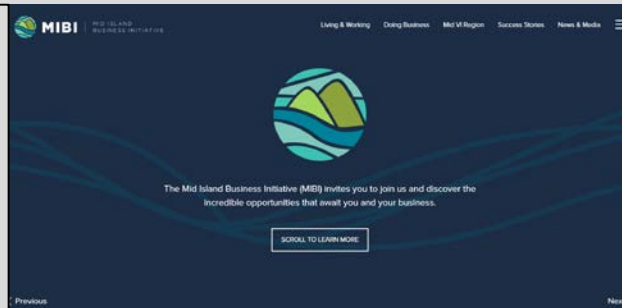 MIBI
MID ISLAND
BUSINESS INITIATIVE
Living & Working Doing Business Mid VI Region Success Stories News & Media
The Mid Island Business Initiative (MIBI) invites you to join us and discover the
incredible opportunities that await you and your business.
SCROLL TO LEARN MORE
Previous